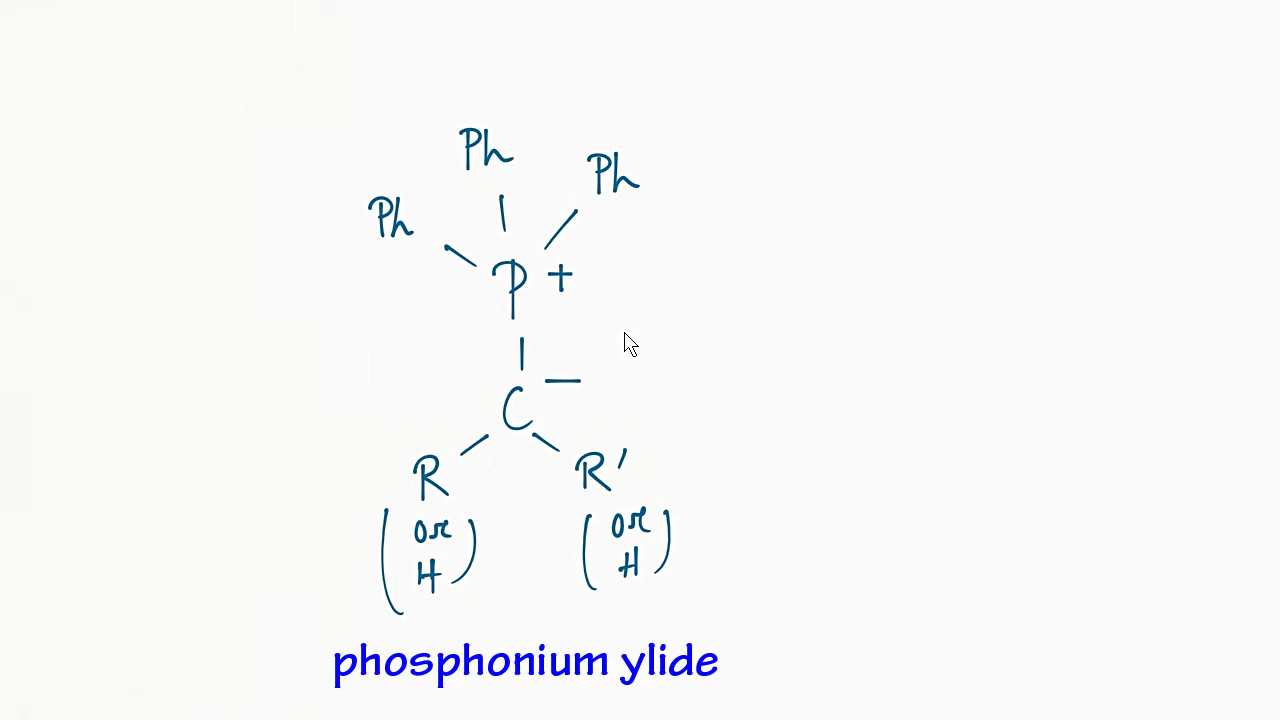 Ph
Ph
Ph
P +
C −
R R′
(or H) (or H)
phosphonium ylide